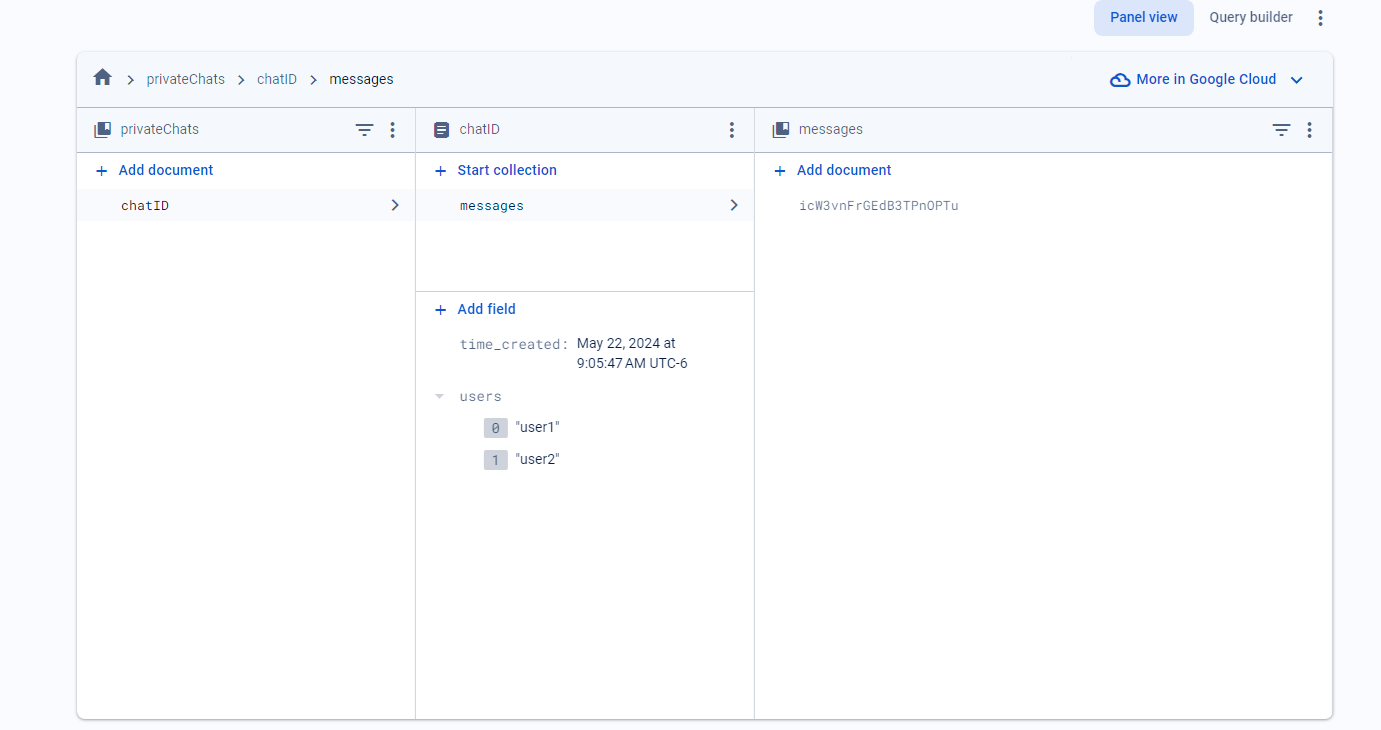 Panel view
Query builder
privateChats
chatID
messages
More in Google Cloud
privateChats
chatID
messages
Add document
Start collection
Add document
chatID
messages
icW3vnFrGEdB3TPnOPTu
Add field
time_created: May 22, 2024 at
9:05:47 AM UTC-6
users
0 "user1"
1 "user2"